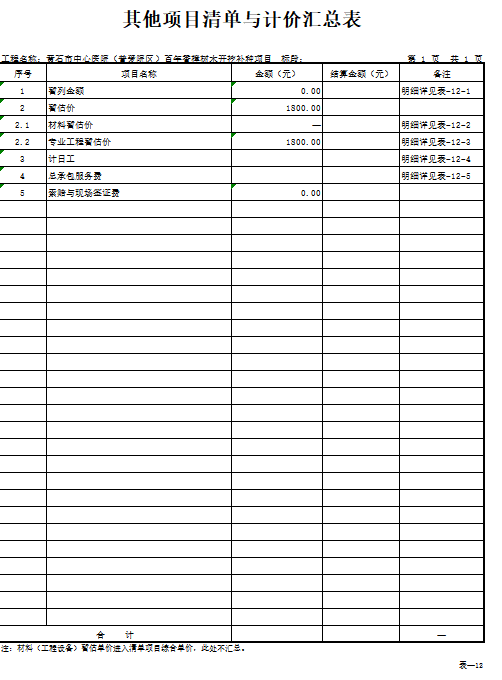 其他项目清单与计价汇总表
工程名称：黄石市中心医院（普爱院区）百年香樟树木开挖补种项目 标段： 第 1 页 共 1 页
序号 项目名称 金额（元） 结算金额（元） 备注
1 暂列金额 0.00 明细详见表-12-1
2 暂估价 1800.00
2.1 材料暂估价 — 明细详见表-12-2
2.2 专业工程暂估价 1800.00 明细详见表-12-3
3 计日工 明细详见表-12-4
4 总承包服务费 明细详见表-12-5
5 索赔与现场签证费 0.00
合 计 —
注：材料（工程设备）暂估单价进入清单项目综合单价，此处不汇总。
表—12